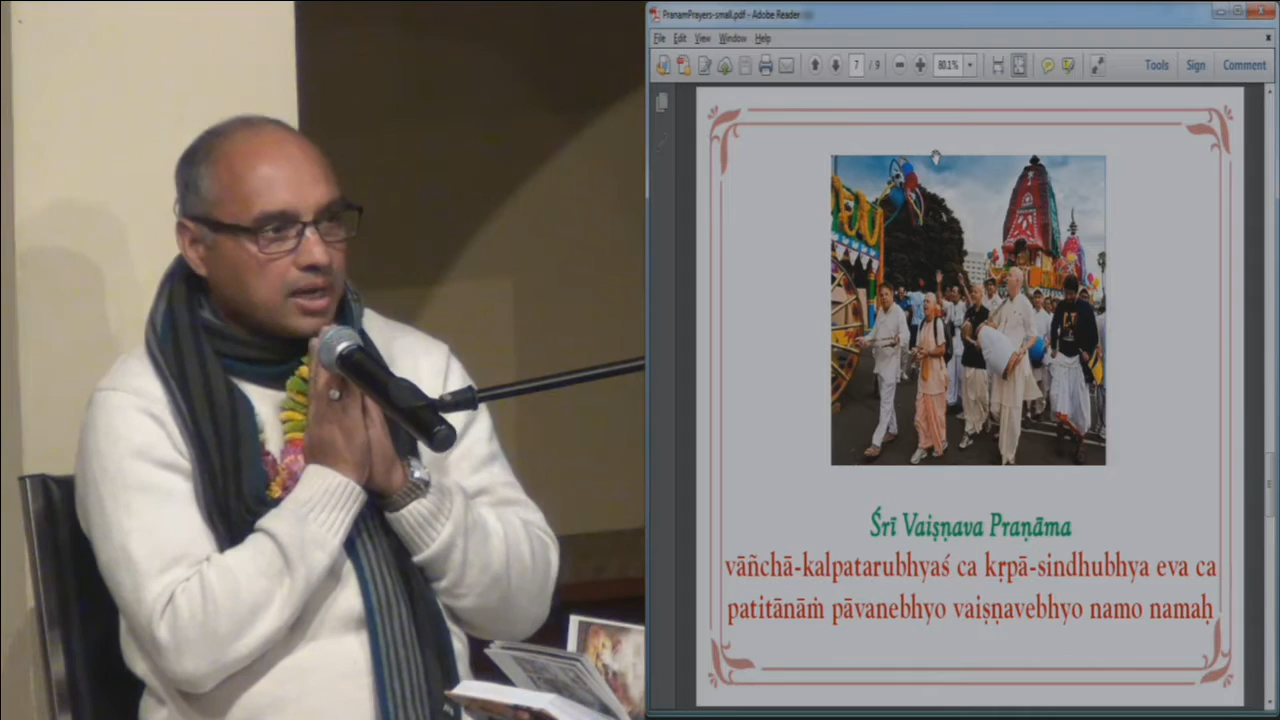 PranamPrayers-small.pdf - Adobe Reader
File Edit View Window Help
7 / 9 80.1% Tools Sign Comment
Śrī Vaiṣṇava Praṇāma
vāñchā-kalpatarubhyaś ca kṛpā-sindhubhya eva ca
patitānāṁ pāvanebhyo vaiṣṇavebhyo namo namaḥ